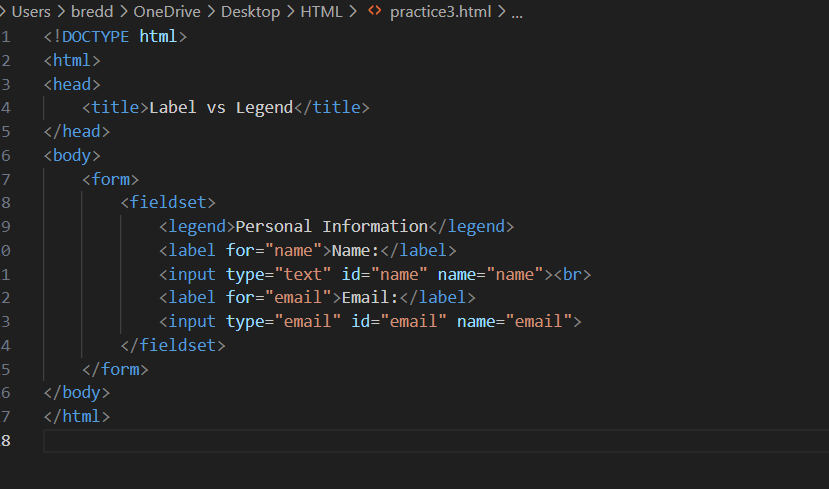 Users > bredd > OneDrive > Desktop > HTML > <> practice3.html > ...
1 <!DOCTYPE html>
2 <html>
3 <head>
4     <title>Label vs Legend</title>
5 </head>
6 <body>
7     <form>
8         <fieldset>
9             <legend>Personal Information</legend>
0             <label for="name">Name:</label>
1             <input type="text" id="name" name="name"><br>
2             <label for="email">Email:</label>
3             <input type="email" id="email" name="email">
4         </fieldset>
5     </form>
6 </body>
7 </html>
8